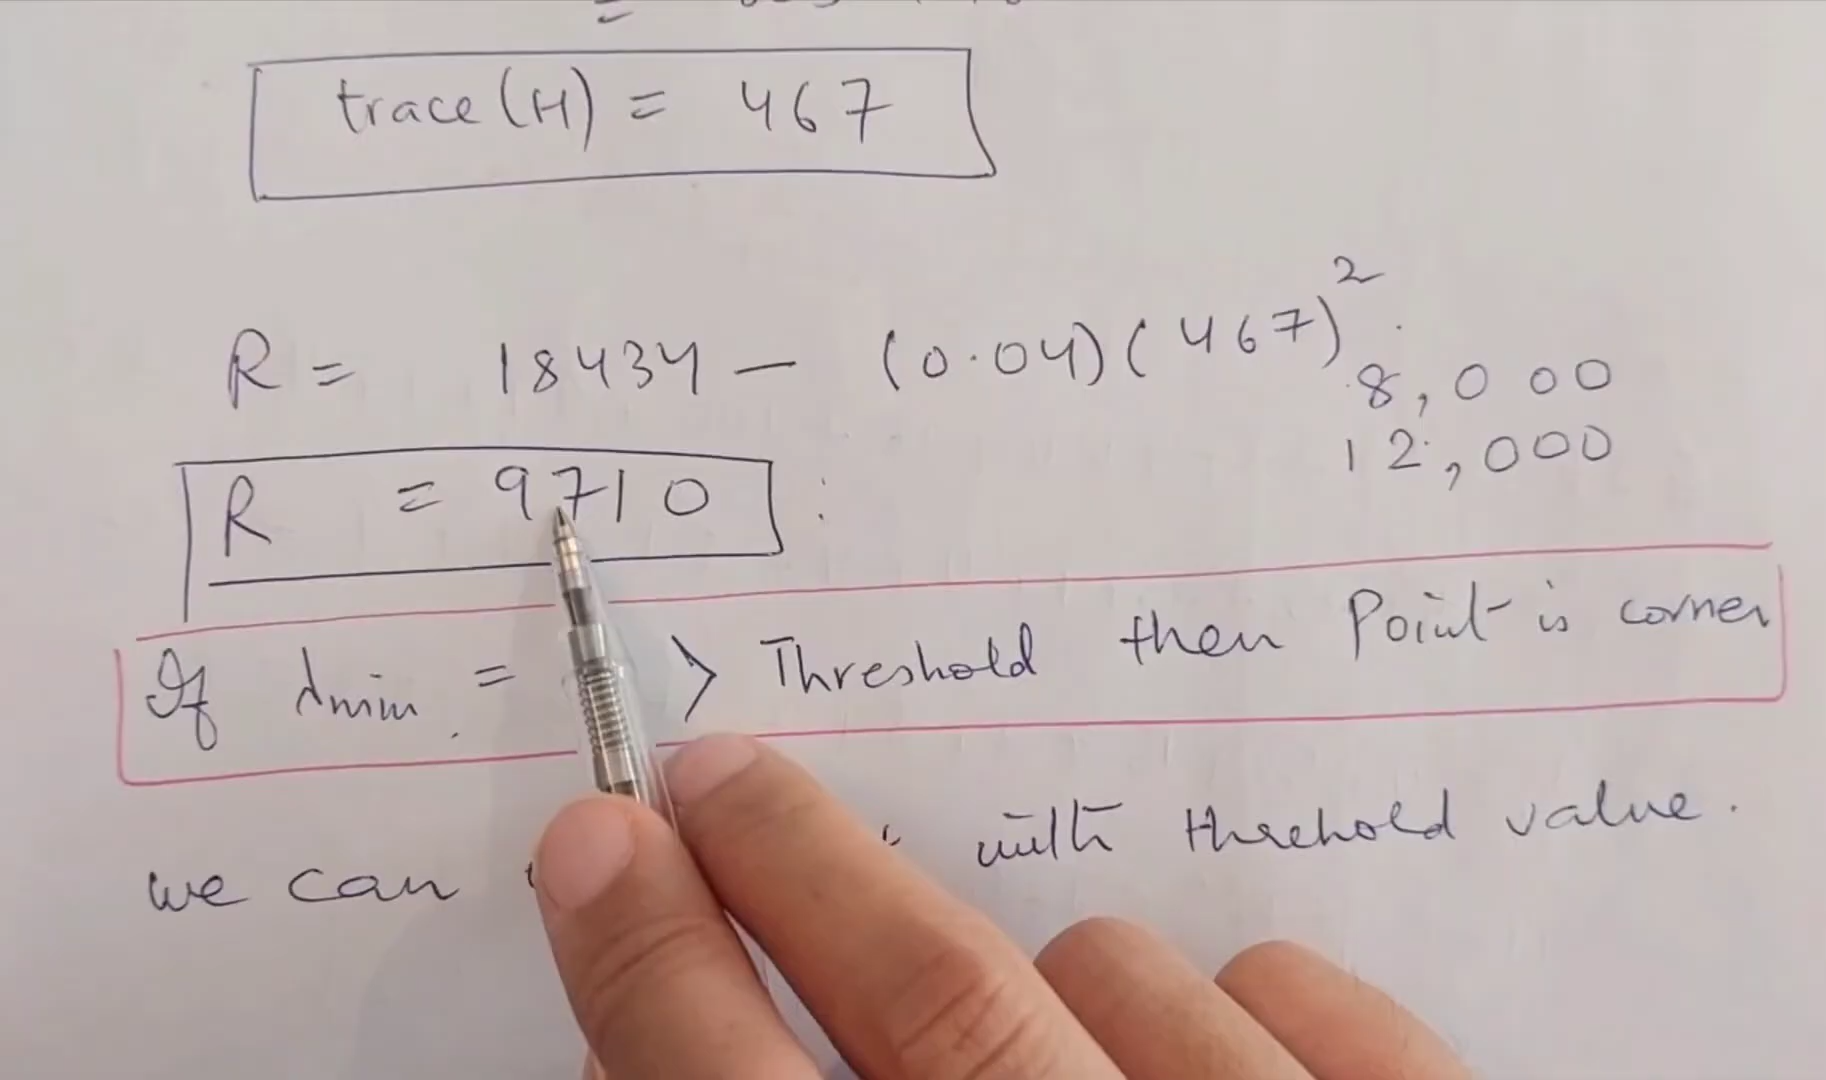 trace(H) = 467
R = 18434 - (0.04)(467)²
8,000
12,000
R = 9710
If λmin = > Threshold then Point is corner
we can with threhold value.